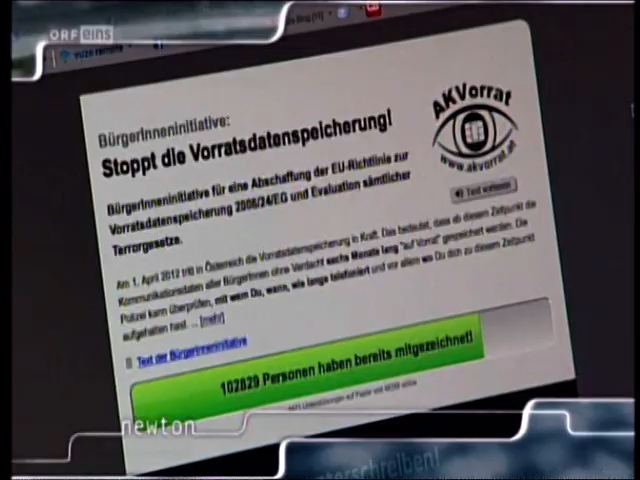 ORF eins
BürgerInneninitiative:
Stoppt die Vorratsdatenspeicherung!
AKVorrat
www.akvorrat.at
BürgerInneninitiative für eine Abschaffung der EU-Richtlinie zur
Vorratsdatenspeicherung 2006/24/EG und Evaluation sämtlicher
Terrorgesetze.
Text vorlesen
Am 1. April 2012 tritt in Österreich die Vorratsdatenspeicherung in Kraft. Das bedeutet, dass ab diesem Zeitpunkt die
Kommunikationsdaten aller BürgerInnen ohne Verdacht sechs Monate lang "auf Vorrat" gespeichert werden. Die
Polizei kann überprüfen, mit wem Du, wann, wie lange telefoniert und vor allem wo Du dich zu diesem Zeitpunkt
aufgehalten hast. ... [mehr]
Text der BürgerInneninitiative
102829 Personen haben bereits mitgezeichnet!
newton